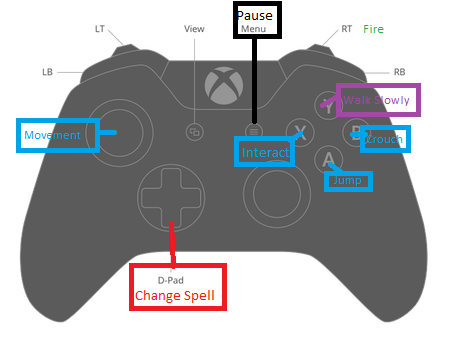 Pause
LT View Menu RT Fire
LB RB
Y Walk Slowly
Movement X B Crouch
Interact
A
Jump
D-Pad
Change Spell